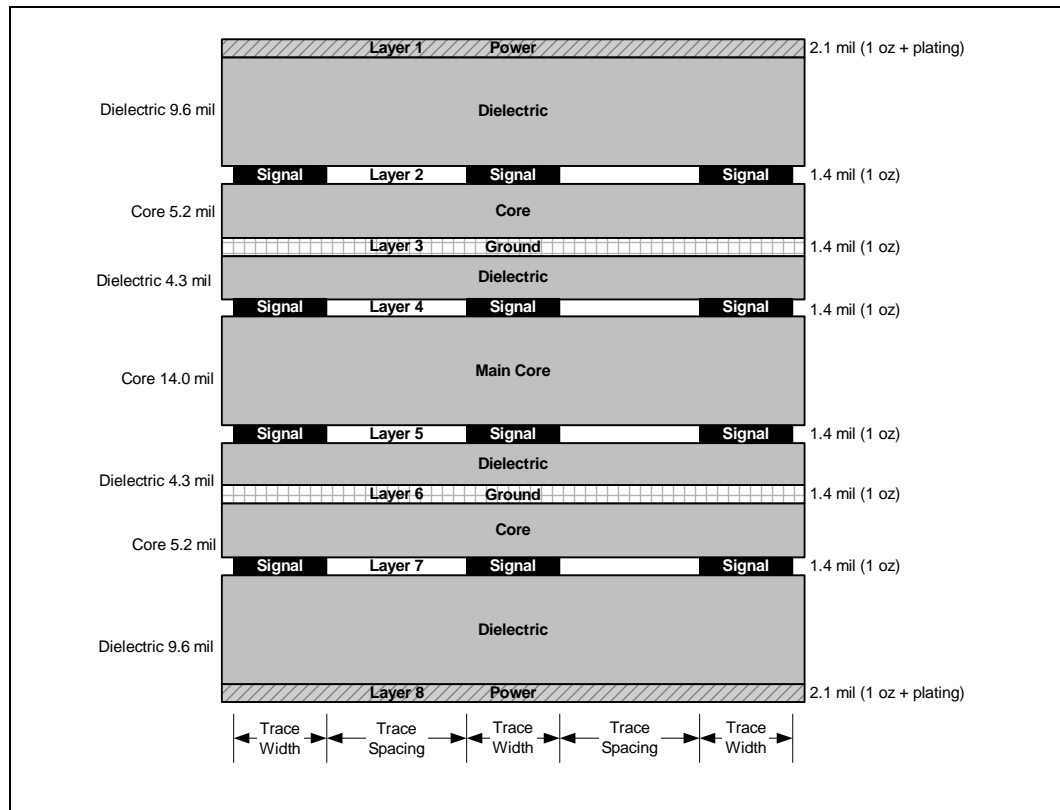 Layer 1 Power 2.1 mil (1 oz + plating)
Dielectric 9.6 mil Dielectric
Signal Layer 2 Signal Signal 1.4 mil (1 oz)
Core 5.2 mil Core
Layer 3 Ground 1.4 mil (1 oz)
Dielectric 4.3 mil Dielectric
Signal Layer 4 Signal Signal 1.4 mil (1 oz)
Core 14.0 mil Main Core
Signal Layer 5 Signal Signal 1.4 mil (1 oz)
Dielectric 4.3 mil Dielectric
Layer 6 Ground 1.4 mil (1 oz)
Core 5.2 mil Core
Signal Layer 7 Signal Signal 1.4 mil (1 oz)
Dielectric 9.6 mil Dielectric
Layer 8 Power 2.1 mil (1 oz + plating)
Trace Trace Trace Trace Trace
Width Spacing Width Spacing Width